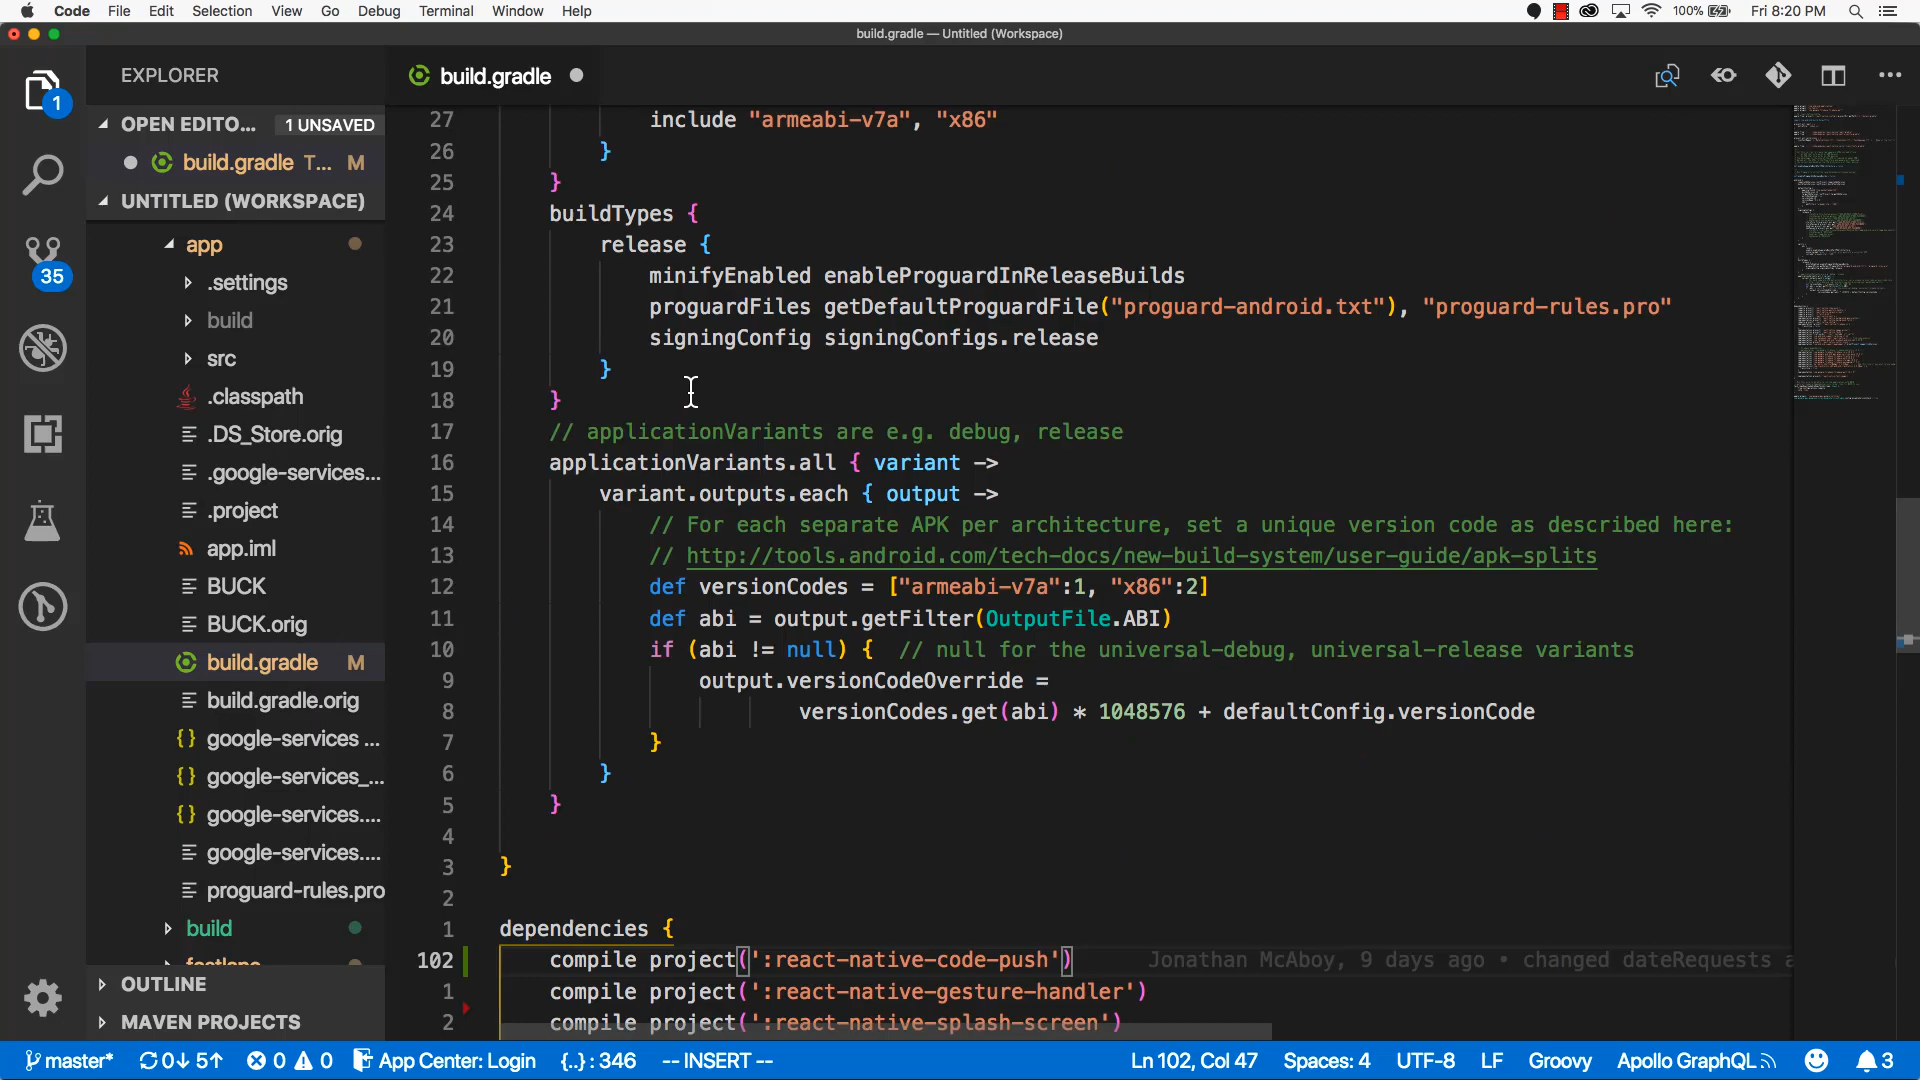 Code File Edit Selection View Go Debug Terminal Window Help 100% Fri 8:20 PM
build.gradle — Untitled (Workspace)
EXPLORER
OPEN EDITO... 1 UNSAVED
build.gradle T... M
UNTITLED (WORKSPACE)
app
.settings
build
src
.classpath
.DS_Store.orig
.google-services...
.project
app.iml
BUCK
BUCK.orig
build.gradle M
build.gradle.orig
google-services ...
google-services_...
google-services....
google-services....
proguard-rules.pro
build
OUTLINE
MAVEN PROJECTS
1
35
build.gradle
27 include "armeabi-v7a", "x86"
26 }
25 }
24 buildTypes {
23 release {
22 minifyEnabled enableProguardInReleaseBuilds
21 proguardFiles getDefaultProguardFile("proguard-android.txt"), "proguard-rules.pro"
20 signingConfig signingConfigs.release
19 }
18 }
17 // applicationVariants are e.g. debug, release
16 applicationVariants.all { variant ->
15 variant.outputs.each { output ->
14 // For each separate APK per architecture, set a unique version code as described here:
13 // http://tools.android.com/tech-docs/new-build-system/user-guide/apk-splits
12 def versionCodes = ["armeabi-v7a":1, "x86":2]
11 def abi = output.getFilter(OutputFile.ABI)
10 if (abi != null) { // null for the universal-debug, universal-release variants
9 output.versionCodeOverride =
8 versionCodes.get(abi) * 1048576 + defaultConfig.versionCode
7 }
6 }
5 }
4
3 }
2
1 dependencies {
102 compile project(':react-native-code-push') Jonathan McAboy, 9 days ago • changed dateRequests
1 compile project(':react-native-gesture-handler')
2 compile project(':react-native-splash-screen')
master* 0↓ 5↑ 0 0 App Center: Login {..} : 346 -- INSERT -- Ln 102, Col 47 Spaces: 4 UTF-8 LF Groovy Apollo GraphQL 3